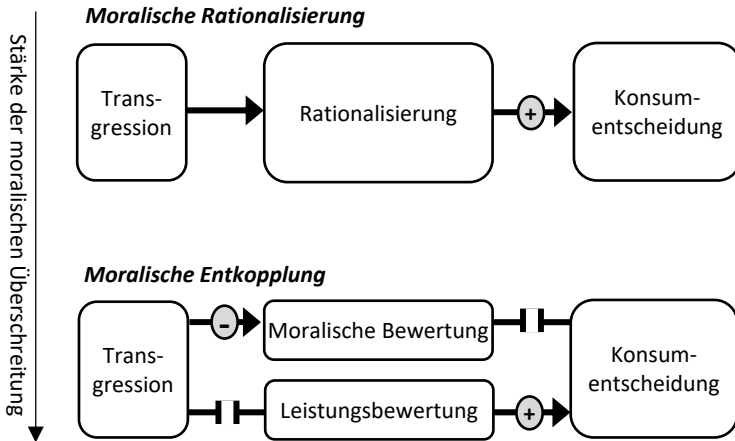 Stärke der moralischen Überschreitung
Moralische Rationalisierung
Trans-
gression
Rationalisierung
+
Konsum-
entscheidung
Moralische Entkopplung
Trans-
gression
-
Moralische Bewertung
Leistungsbewertung
+
Konsum-
entscheidung